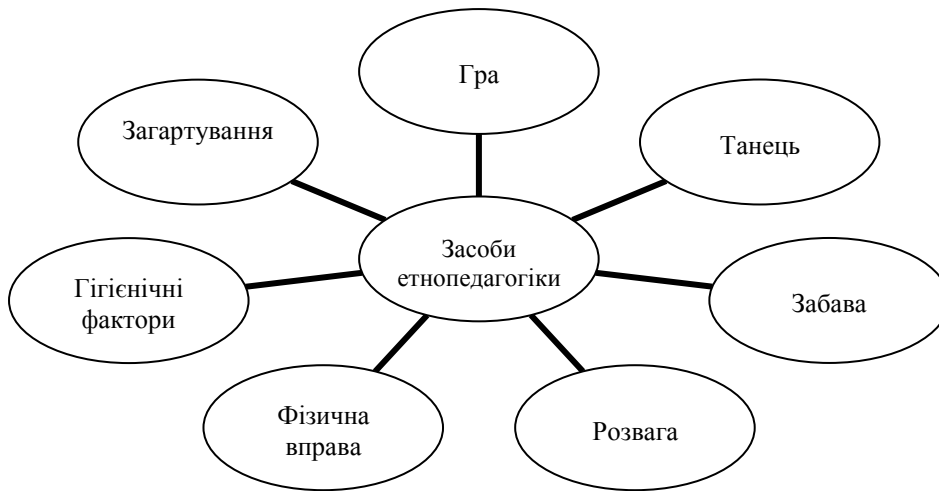 Гра
Загартування
Танець
Засоби
етнопедагогіки
Гігієнічні
фактори
Забава
Фізична
вправа
Розвага